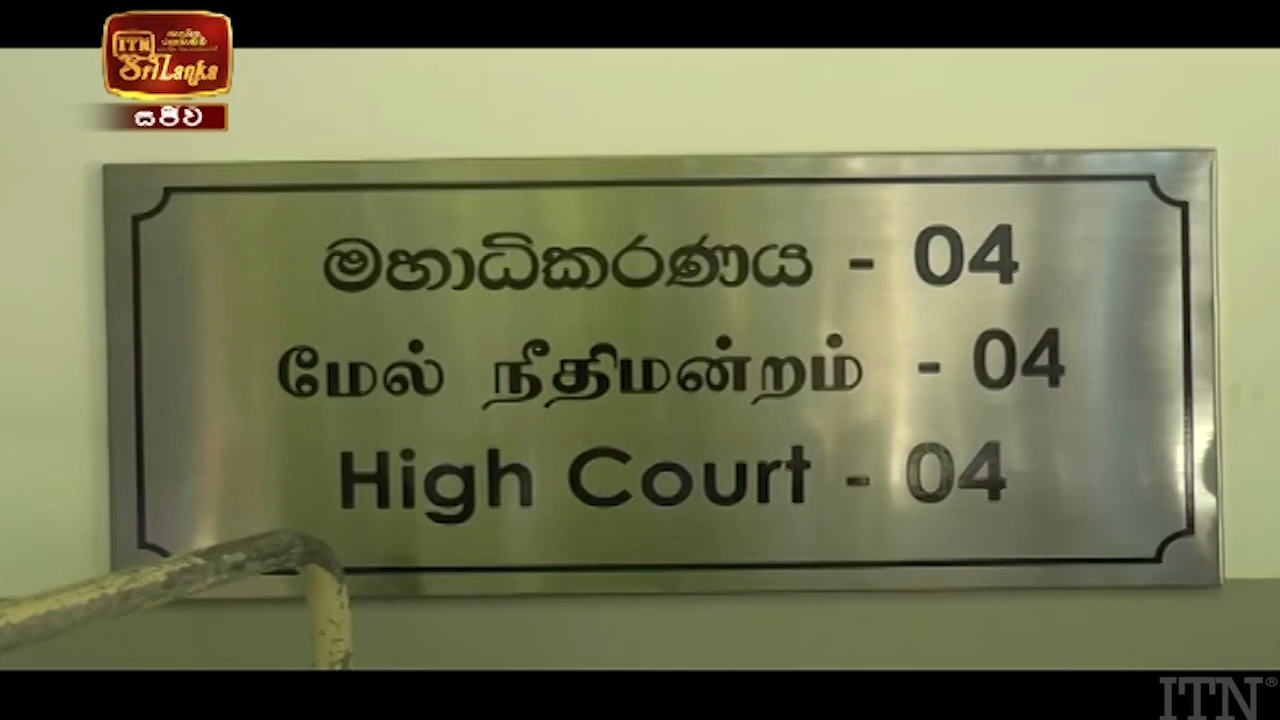 ITN
Sri Lanka
සජීව
මහාධිකරණය - 04
மேல் நீதிமன்றம் - 04
High Court - 04
ITN®